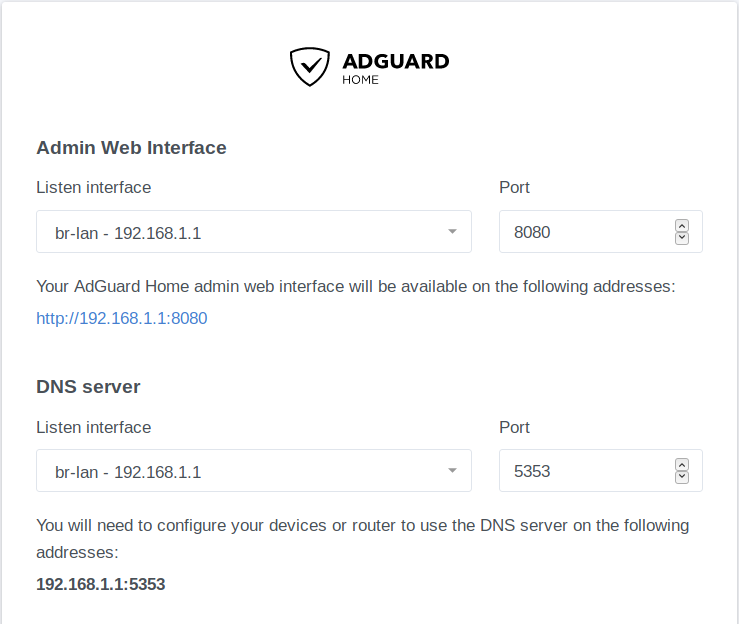 ADGUARD
HOME
Admin Web Interface
Listen interface
Port
br-lan - 192.168.1.1
8080
Your AdGuard Home admin web interface will be available on the following addresses:
http://192.168.1.1:8080
DNS server
Listen interface
Port
br-lan - 192.168.1.1
5353
You will need to configure your devices or router to use the DNS server on the following
addresses:
192.168.1.1:5353